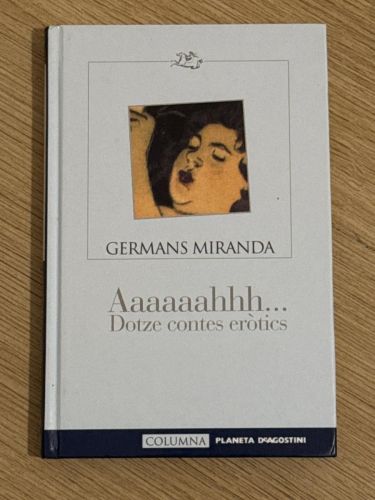 GERMANS MIRANDA
Aaaaaahhh...
Dotze contes eròtics
COLUMNA PLANETA DEAGOSTINI